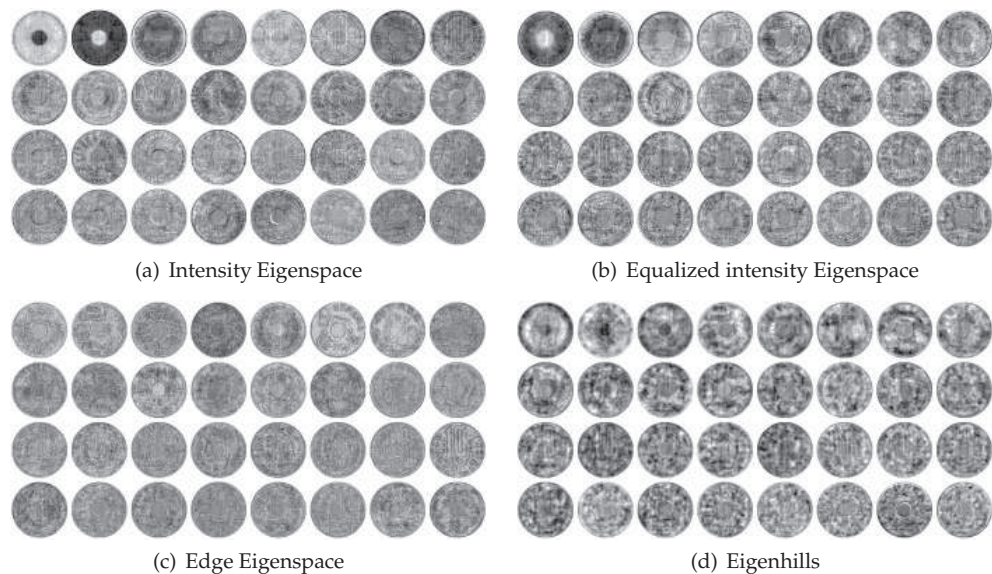 (a) Intensity Eigenspace
(b) Equalized intensity Eigenspace
(c) Edge Eigenspace
(d) Eigenhills